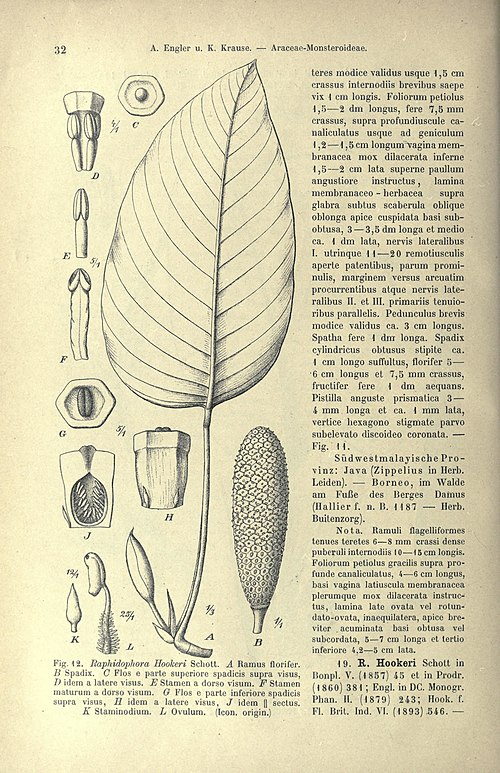 32
A. Engler u. K. Krause. — Araceae-Monsteroideae.
4/1
C
D
E
5/1
F
G
5/1
H
J
12/1
K
25/1
L
1/3
A
B
1/1
Fig. 12. Raphidophora Hookeri Schott. A Ramus florifer.
B Spadix. C Flos e parte superiore spadicis supra visus,
D idem a latere visus. E Stamen a dorso visum. F Stamen
maturum a dorso visum. G Flos e parte inferiore spadicis
supra visus, H idem a latere visus, J idem ∥ sectus.
K Staminodium. L Ovulum. (Icon. origin.)
teres modice validus usque 1,5 cm
crassus internodiis brevibus saepe
vix 1 cm longis. Foliorum petiolus
1,5—2 dm longus, fere 7,5 mm
crassus, supra profundiuscule ca-
naliculatus usque ad geniculum
1,2—1,5 cm longum vagina mem-
branacea mox dilacerata inferne
1,5—2 cm lata superne paullum
angustiore instructus, lamina
membranaceo-herbacea supra
glabra subtus scaberula oblique
oblonga apice cuspidata basi sub-
obtusa, 3—3,5 dm longa et medio
ca. 1 dm lata, nervis lateralibus
I. utrinque 11—20 remotiusculis
aperte patentibus, parum promi-
nulis, marginem versus arcuatim
procurrentibus atque nervis late-
ralibus II. et III. primariis tenuio-
ribus parallelis. Pedunculus brevis
modice validus ca. 3 cm longus.
Spatha fere 1 dm longa. Spadix
cylindricus obtusus stipite ca.
1 cm longo suffultus, florifer 5—
6 cm longus et 7,5 mm crassus,
fructifer fere 1 dm aequans.
Pistilla anguste prismatica 3—
4 mm longa et ca. 1 mm lata,
vertice hexagono stigmate parvo
subelevato discoideo coronata. —
Fig. 11.
Südwestmalayische Pro-
vinz: Java (Zippelius in Herb.
Leiden). — Borneo, im Walde
am Fuße des Berges Damus
(Hallier f. n. B. 1187 — Herb.
Buitenzorg).
Nota. Ramuli flagelliformes
tenues teretes 6—8 mm crassi dense
puberuli internodiis 10—15 cm longis.
Foliorum petiolus gracilis supra pro-
funde canaliculatus, 4—6 cm longus,
basi vagina latiuscula membranacea
plerumque mox dilacerata instruc-
tus, lamina late ovata vel rotun-
dato-ovata, inaequilatera, apice bre-
viter acuminata basi obtusa vel
subcordata, 5—7 cm longa et tertio
inferiore 4,2—5 cm lata.
19. R. Hookeri Schott in
Bonpl. V. (1857) 45 et in Prodr.
(1860) 381; Engl. in DC. Monogr.
Phan. II. (1879) 243; Hook. f.
Fl. Brit. Ind. VI. (1893) 546. —